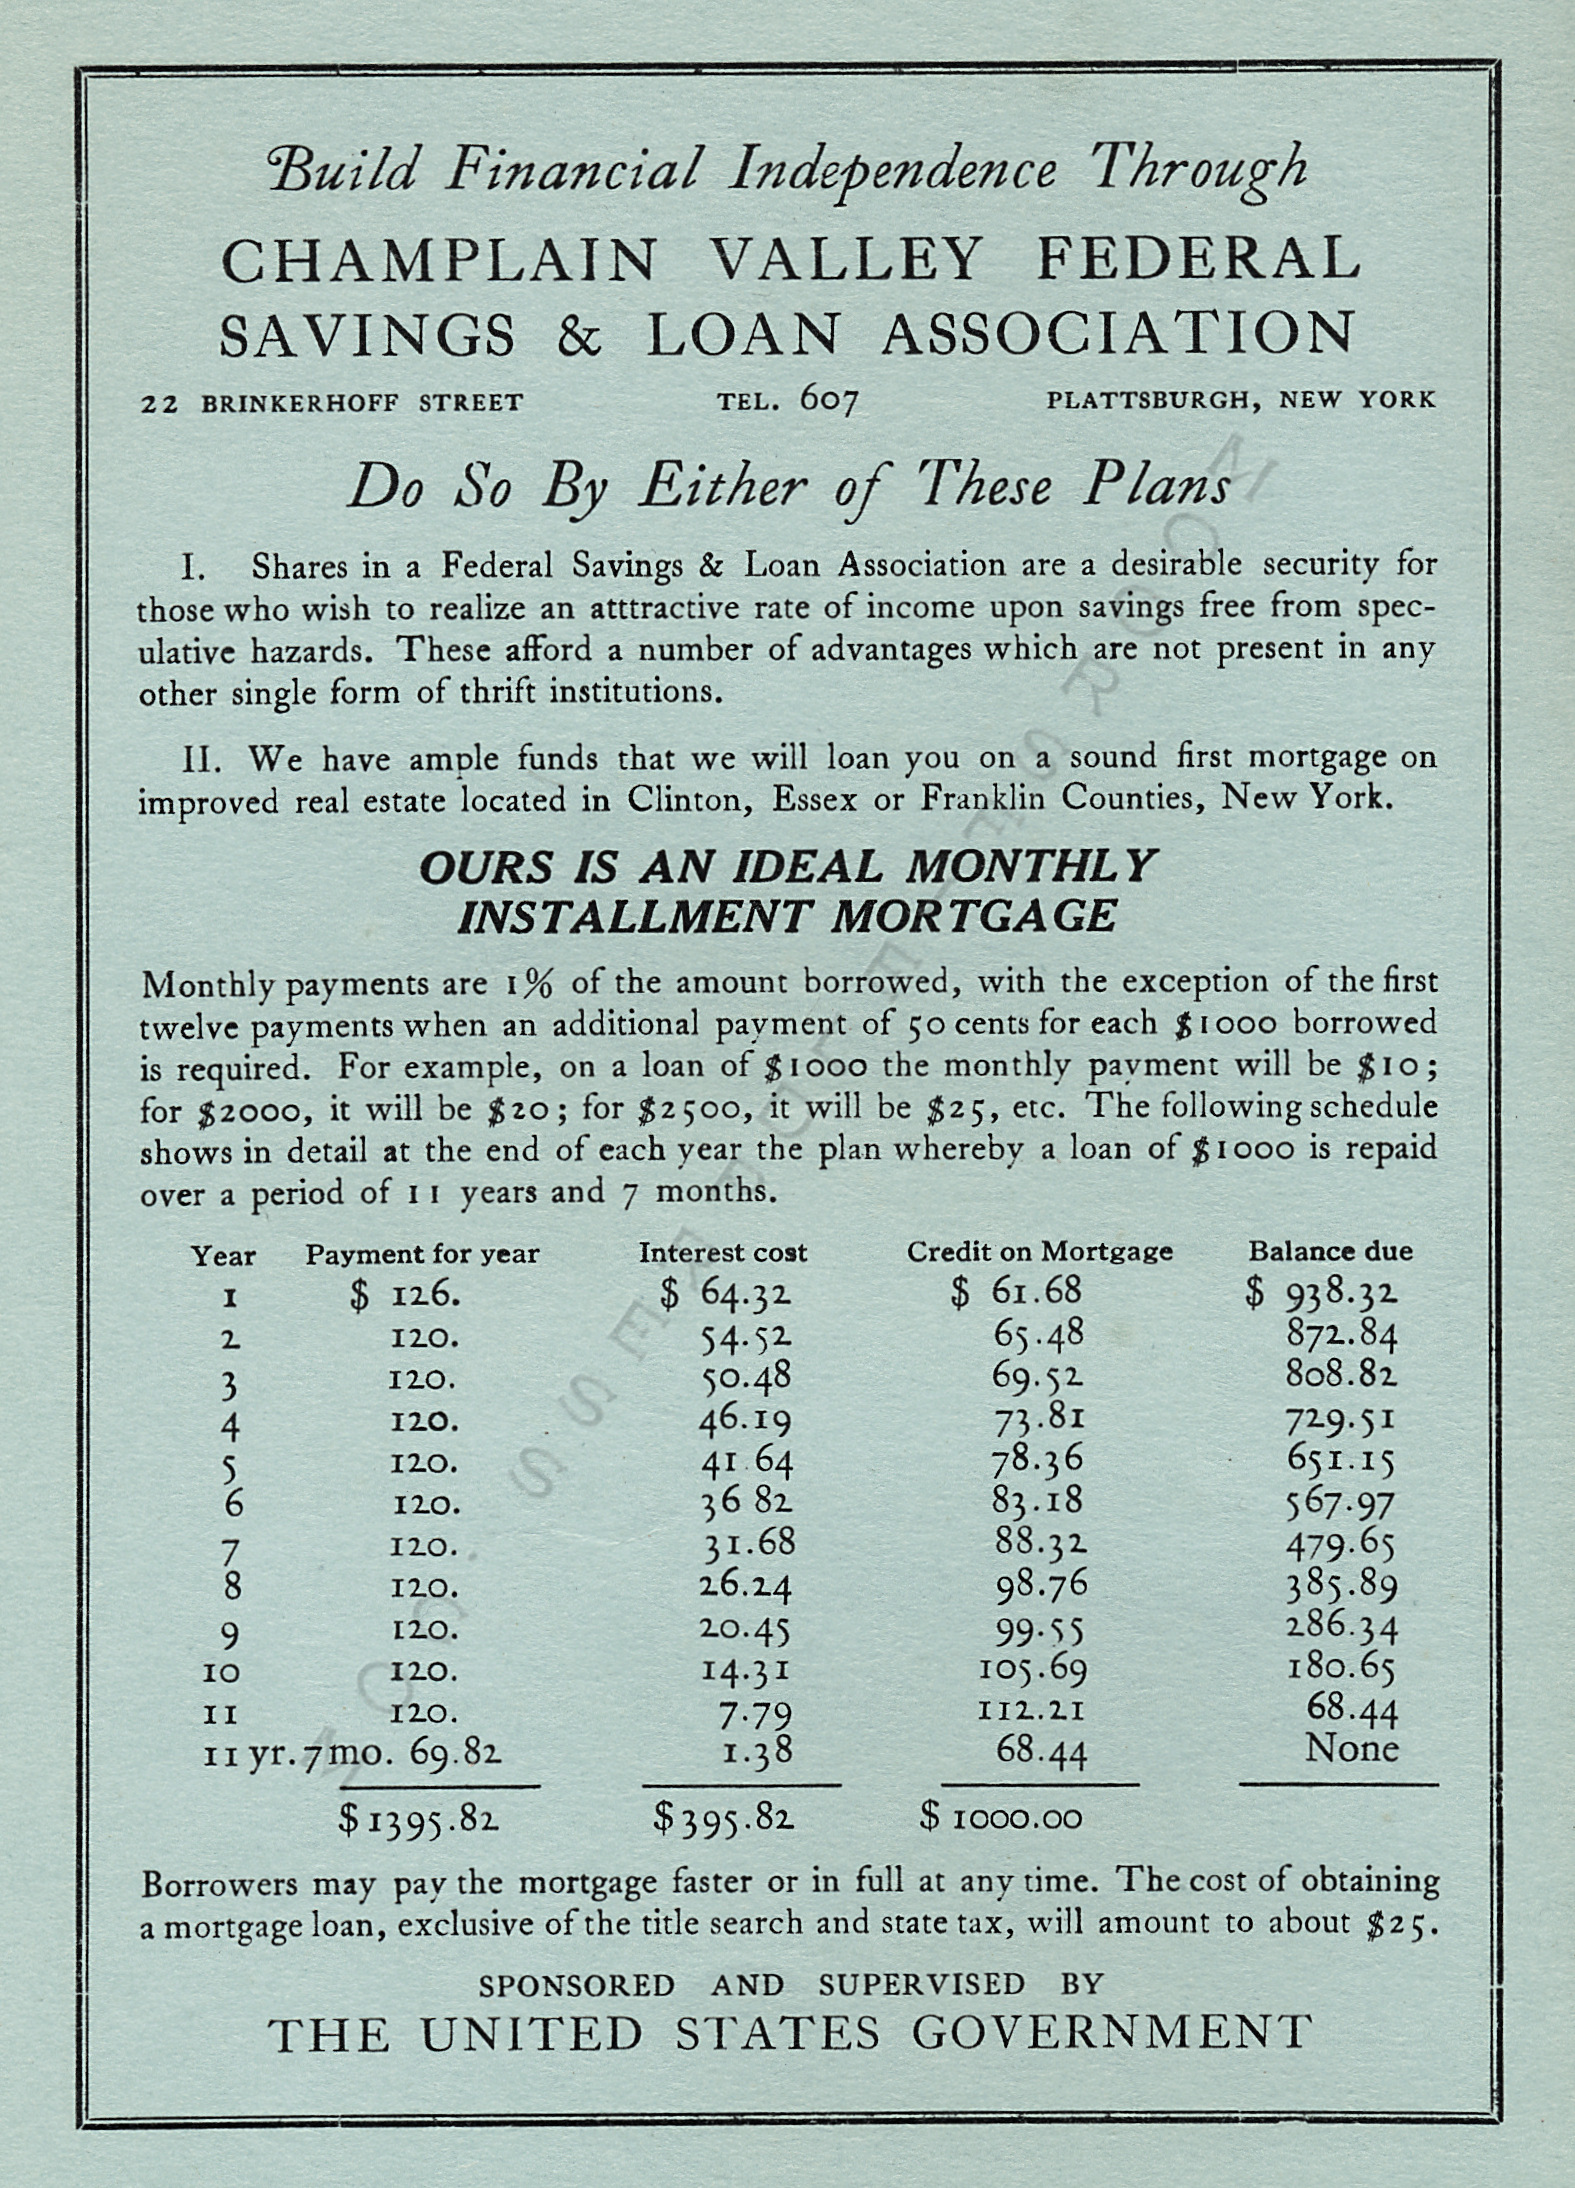 Build Financial Independence Through
CHAMPLAIN VALLEY FEDERAL
SAVINGS & LOAN ASSOCIATION
22 BRINKERHOFF STREET TEL. 607 PLATTSBURGH, NEW YORK
Do So By Either of These Plans
I. Shares in a Federal Savings & Loan Association are a desirable security for
those who wish to realize an atttractive rate of income upon savings free from spec-
ulative hazards. These afford a number of advantages which are not present in any
other single form of thrift institutions.
II. We have ample funds that we will loan you on a sound first mortgage on
improved real estate located in Clinton, Essex or Franklin Counties, New York.
OURS IS AN IDEAL MONTHLY
INSTALLMENT MORTGAGE
Monthly payments are 1% of the amount borrowed, with the exception of the first
twelve payments when an additional payment of 50 cents for each $1000 borrowed
is required. For example, on a loan of $1000 the monthly payment will be $10;
for $2000, it will be $20; for $2500, it will be $25, etc. The following schedule
shows in detail at the end of each year the plan whereby a loan of $1000 is repaid
over a period of 11 years and 7 months.
Year Payment for year Interest cost Credit on Mortgage Balance due
1 $ 126. $ 64.32 $ 61.68 $ 938.32
2 120. 54.52 65.48 872.84
3 120. 50.48 69.52 808.82
4 120. 46.19 73.81 729.51
5 120. 41 64 78.36 651.15
6 120. 36 82 83.18 567.97
7 120. 31.68 88.32 479.65
8 120. 26.24 98.76 385.89
9 120. 20.45 99.55 286.34
10 120. 14.31 105.69 180.65
11 120. 7.79 112.21 68.44
11 yr. 7 mo. 69.82 1.38 68.44 None
$1395.82 $395.82 $ 1000.00
Borrowers may pay the mortgage faster or in full at any time. The cost of obtaining
a mortgage loan, exclusive of the title search and state tax, will amount to about $25.
SPONSORED AND SUPERVISED BY
THE UNITED STATES GOVERNMENT